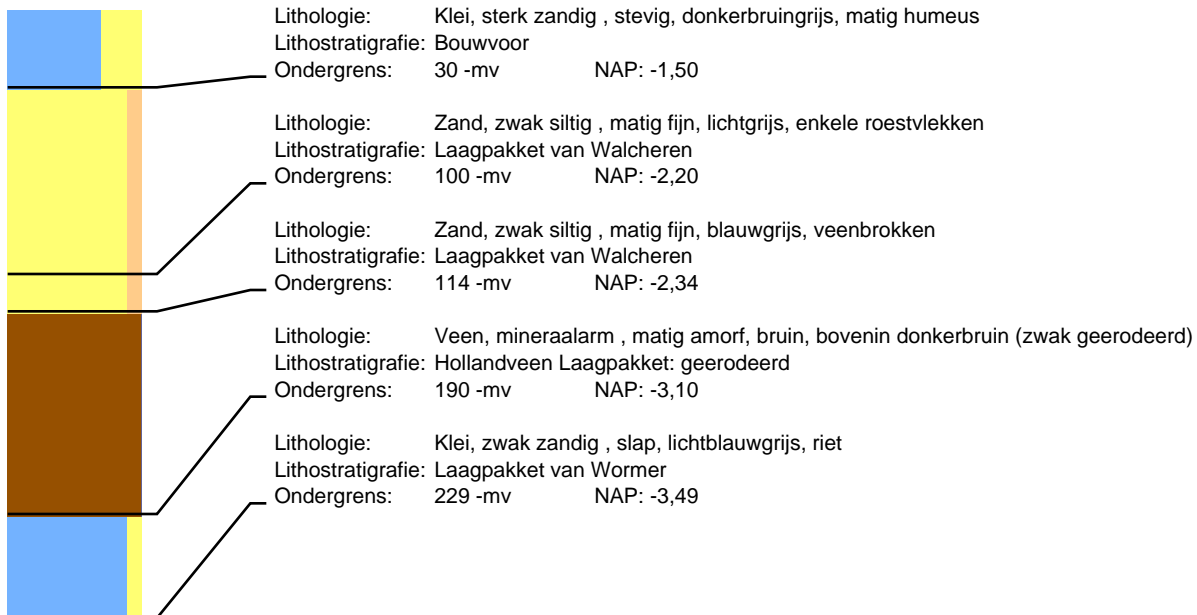 Lithologie: Klei, sterk zandig , stevig, donkerbruingrijs, matig humeus
Lithostratigrafie: Bouwvoor
Ondergrens: 30 -mv NAP: -1,50
Lithologie: Zand, zwak siltig , matig fijn, lichtgrijs, enkele roestvlekken
Lithostratigrafie: Laagpakket van Walcheren
Ondergrens: 100 -mv NAP: -2,20
Lithologie: Zand, zwak siltig , matig fijn, blauwgrijs, veenbrokken
Lithostratigrafie: Laagpakket van Walcheren
Ondergrens: 114 -mv NAP: -2,34
Lithologie: Veen, mineraalarm , matig amorf, bruin, bovenin donkerbruin (zwak geerodeerd)
Lithostratigrafie: Hollandveen Laagpakket: geerodeerd
Ondergrens: 190 -mv NAP: -3,10
Lithologie: Klei, zwak zandig , slap, lichtblauwgrijs, riet
Lithostratigrafie: Laagpakket van Wormer
Ondergrens: 229 -mv NAP: -3,49